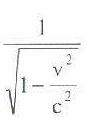 1
√1 - v²
c²